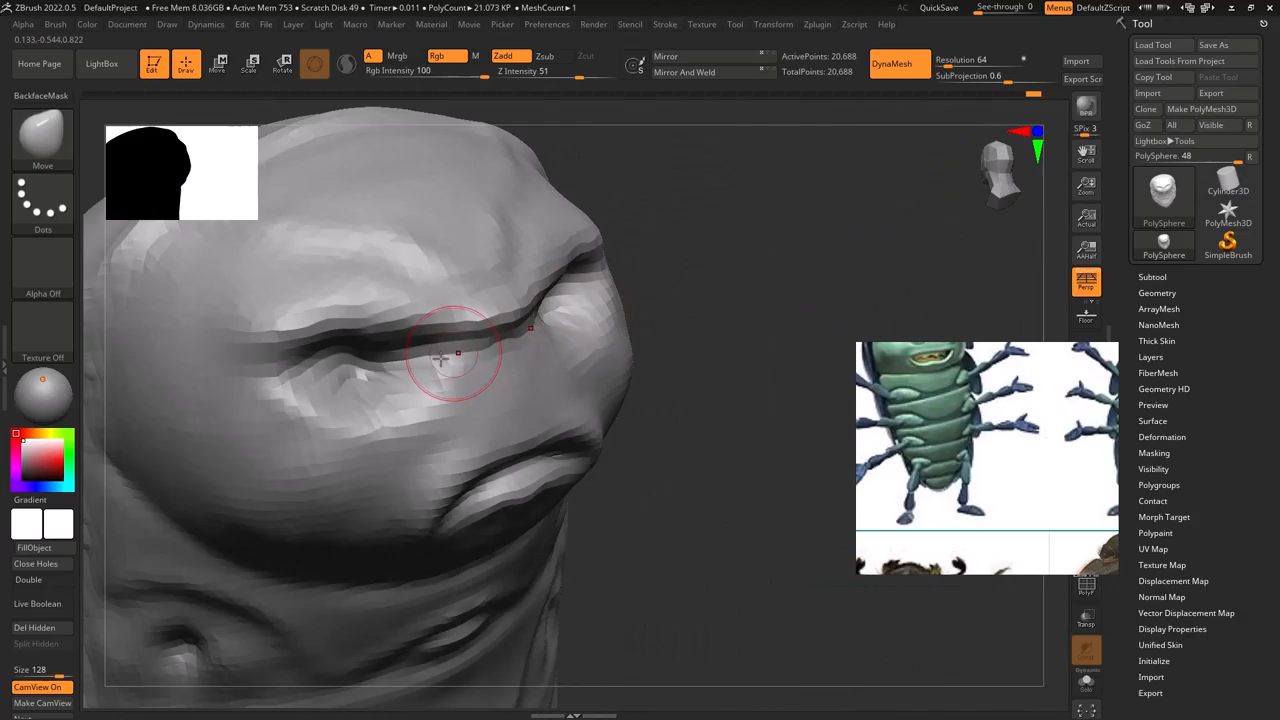 ZBrush 2022.0.5 DefaultProject • Free Mem 8.036GB • Active Mem 753 • Scratch Disk 49 • Timer▶0.011 • PolyCount▶21.073 KP • MeshCount▶1 AC QuickSave See-through 0 Menus DefaultZScript
Alpha Brush Color Document Draw Dynamics Edit File Layer Light Macro Marker Material Movie Picker Preferences Render Stencil Stroke Texture Tool Transform Zplugin Zscript Help
0.133,-0.544,0.822
Home Page LightBox Edit Draw Move Scale Rotate
A Mrgb Rgb M Zadd Zsub Zcut
Rgb Intensity 100 Z Intensity 51
Mirror
Mirror And Weld
ActivePoints: 20,688
TotalPoints: 20,688
DynaMesh
Resolution 64
SubProjection 0.6
Import
Export Scr
BackfaceMask
Move
Dots
Alpha Off
Texture Off
Gradient
FillObject
Close Holes
Double
Live Boolean
Del Hidden
Split Hidden
Size 128
CamView On
Make CamView
BPR
SPix 3
Scroll
Zoom
Actual
AAHalf
Persp
Floor
PolyF
Transp
Dynamic
Solo
Tool
Load Tool Save As
Load Tools From Project
Copy Tool Paste Tool
Import Export
Clone Make PolyMesh3D
GoZ All Visible R
Lightbox▶Tools
PolySphere. 48 R
PolySphere
Cylinder3D
PolyMesh3D
PolySphere
SimpleBrush
Subtool
Geometry
ArrayMesh
NanoMesh
Thick Skin
Layers
FiberMesh
Geometry HD
Preview
Surface
Deformation
Masking
Visibility
Polygroups
Contact
Morph Target
Polypaint
UV Map
Texture Map
Displacement Map
Normal Map
Vector Displacement Map
Display Properties
Unified Skin
Initialize
Import
Export